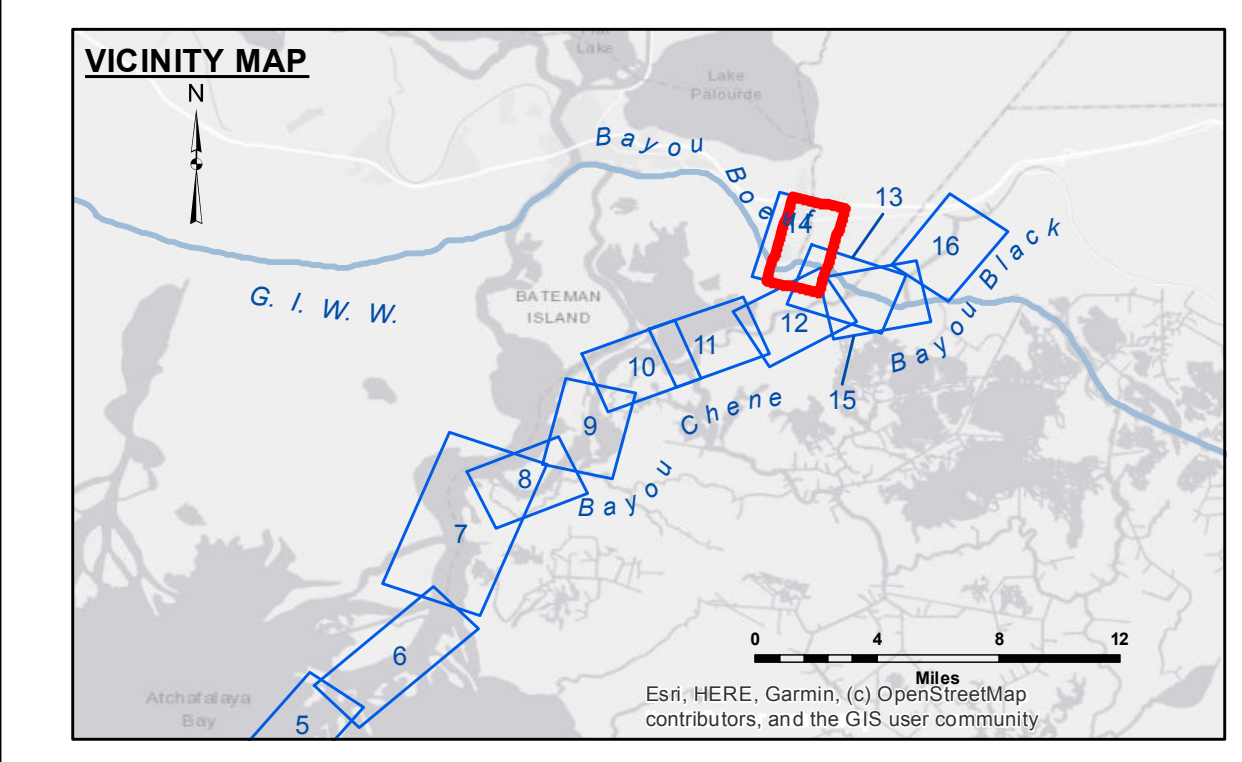 VICINITY MAP
N
Lake
Lake
Palourde
Bayou
Boeuf
13
14
16
Bayou Black
G. I. W. W.
BATEMAN
ISLAND
12
11
10
15
Chene
9
8
Bayou
7
6
0 4 8 12
Miles
Atchafalaya
Bay
5
Esri, HERE, Garmin, (c) OpenStreetMap
contributors, and the GIS user community